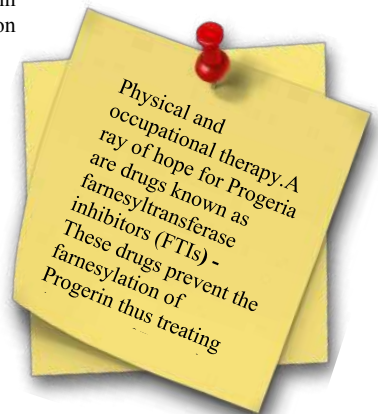 Physical and
occupational therapy.A
ray of hope for Progeria
are drugs known as
farnesyltransferase
inhibitors (FTIs) -
These drugs prevent the
farnesylation of
Progerin thus treating